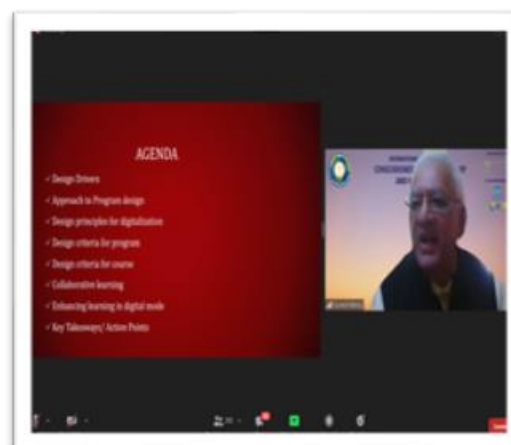 AGENDA
✓ Design Drivers
✓ Approach to Program design
✓ Design principles for digitalization
✓ Design criteria for program
✓ Design criteria for course
✓ Collaborative learning
✓ Enhancing learning in digital mode
✓ Key Takeaways/ Action Points